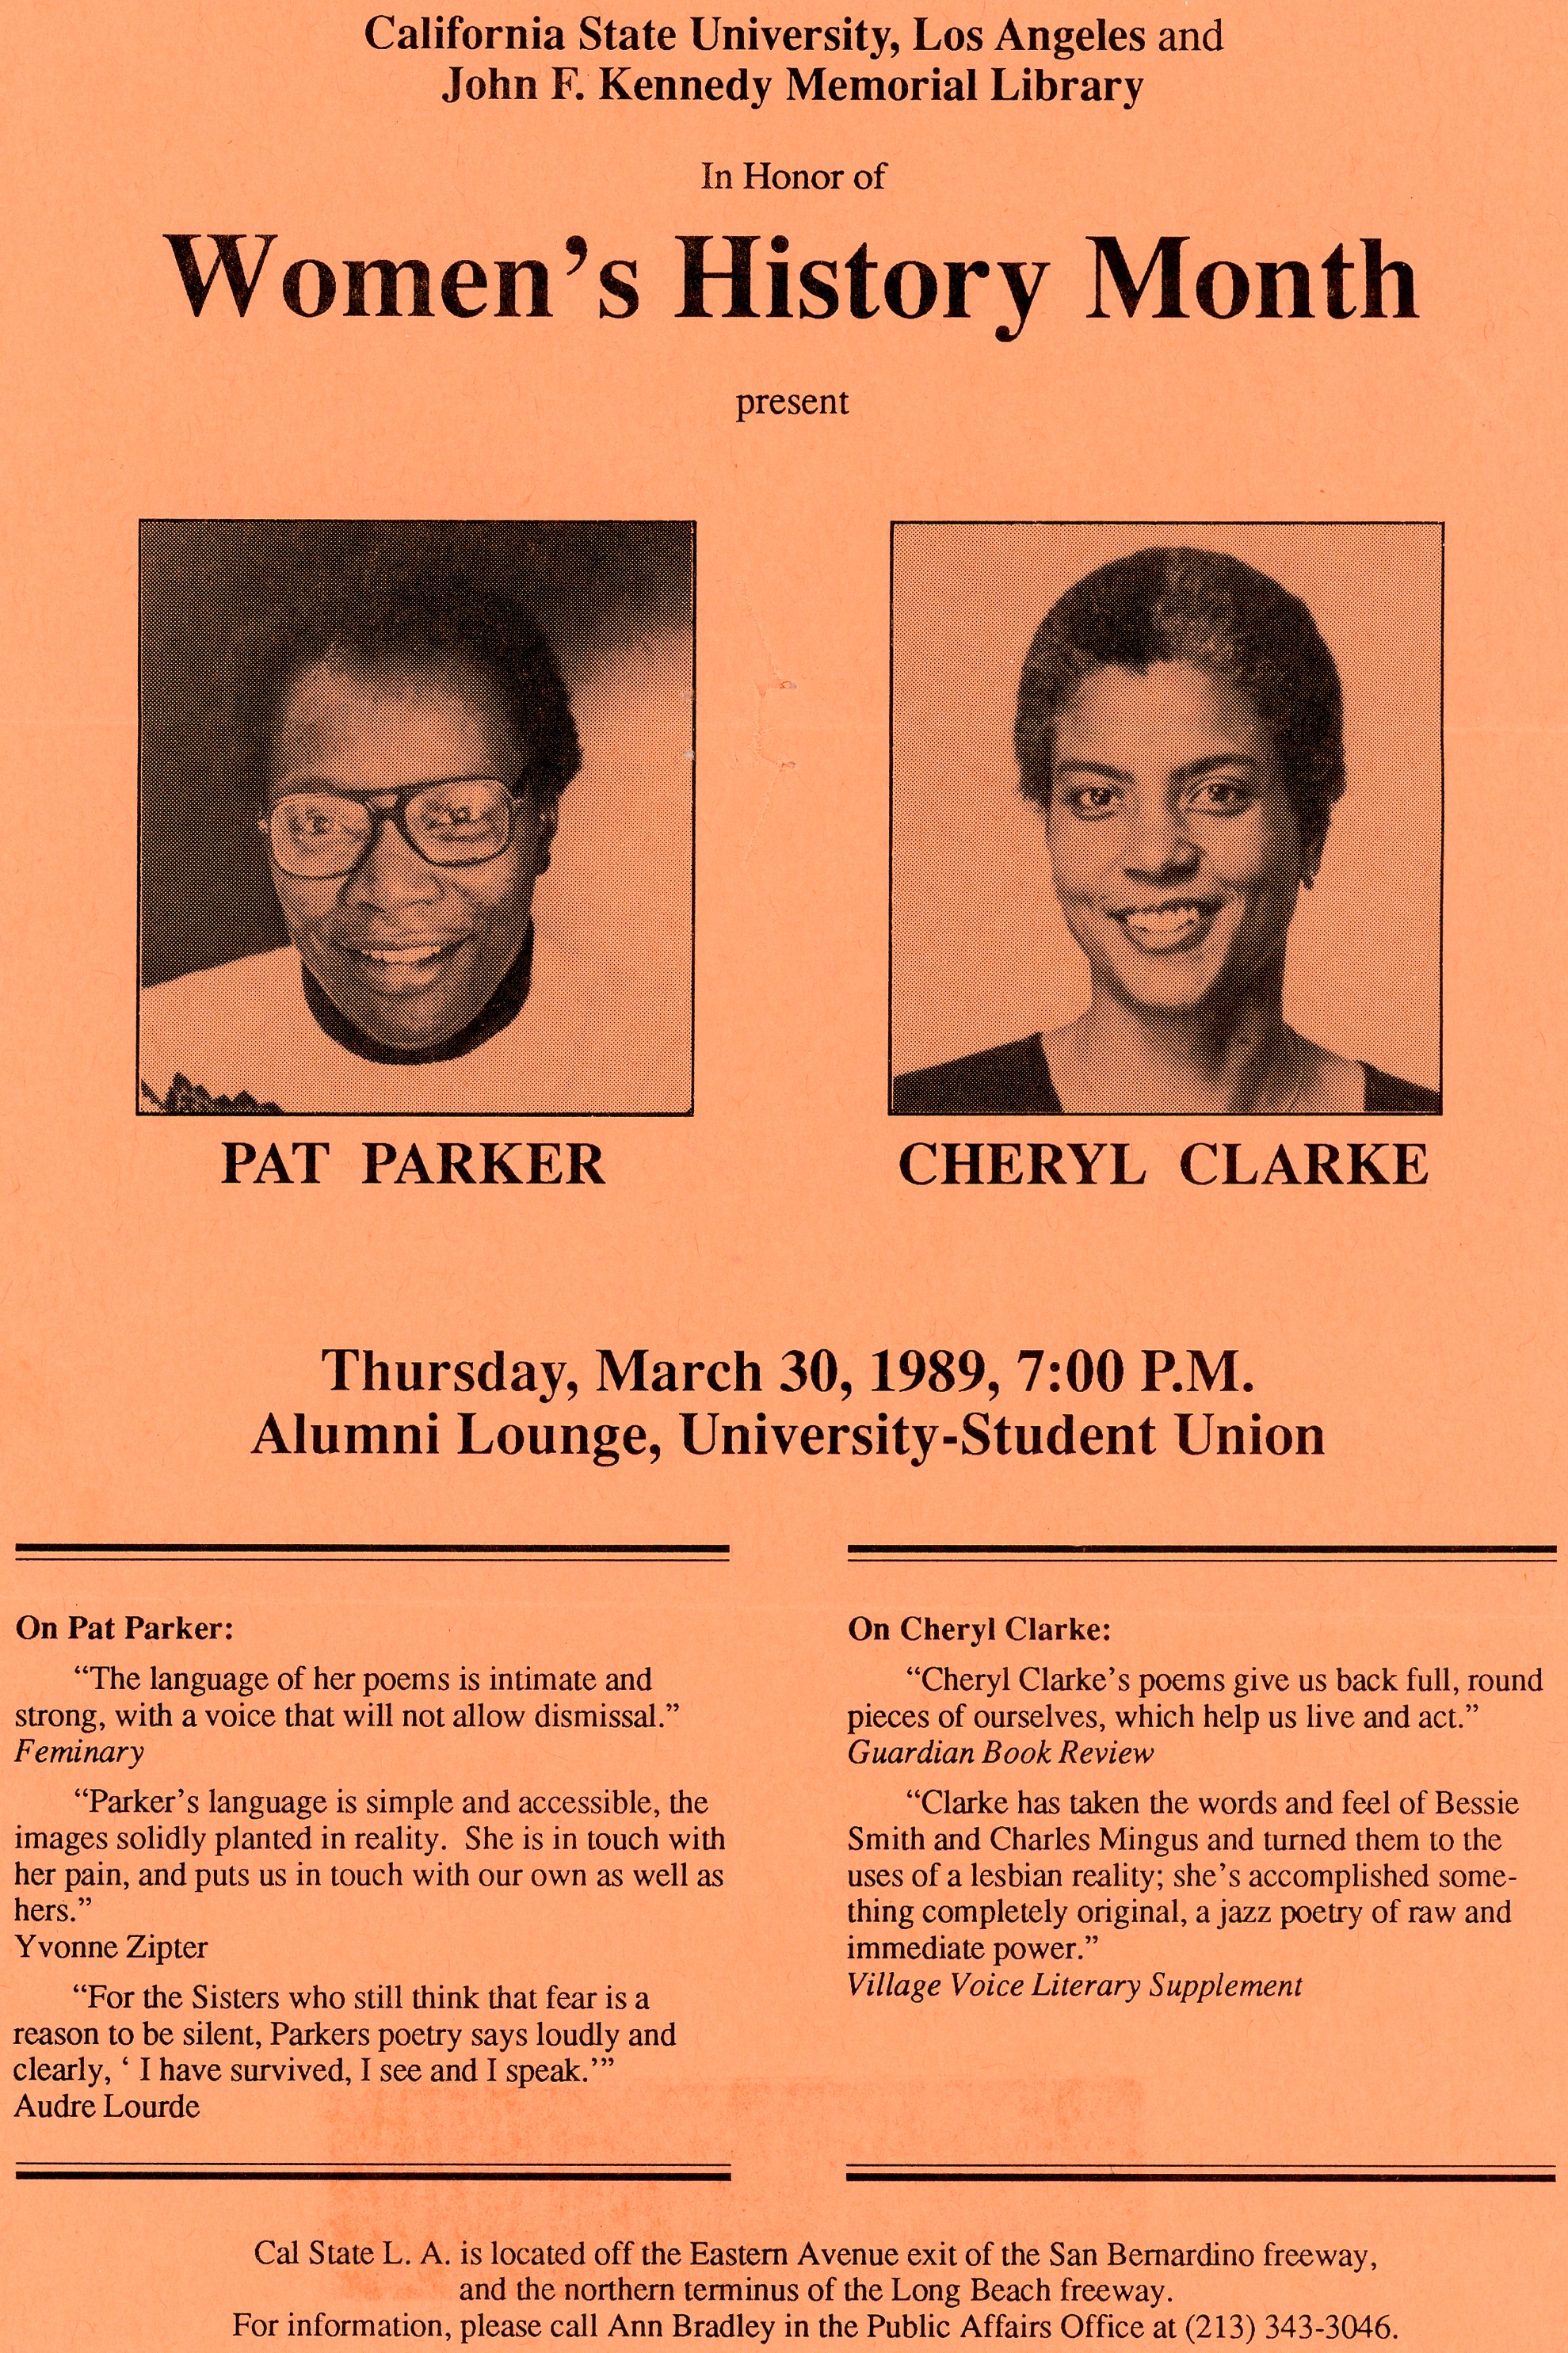 California State University, Los Angeles and
John F. Kennedy Memorial Library
In Honor of
Women’s History Month
present
PAT PARKER
CHERYL CLARKE
Thursday, March 30, 1989, 7:00 P.M.
Alumni Lounge, University-Student Union
On Pat Parker:
“The language of her poems is intimate and
strong, with a voice that will not allow dismissal.”
Feminary
“Parker’s language is simple and accessible, the
images solidly planted in reality. She is in touch with
her pain, and puts us in touch with our own as well as
hers.”
Yvonne Zipter
“For the Sisters who still think that fear is a
reason to be silent, Parkers poetry says loudly and
clearly, ‘ I have survived, I see and I speak.’”
Audre Lourde
On Cheryl Clarke:
“Cheryl Clarke’s poems give us back full, round
pieces of ourselves, which help us live and act.”
Guardian Book Review
“Clarke has taken the words and feel of Bessie
Smith and Charles Mingus and turned them to the
uses of a lesbian reality; she’s accomplished some-
thing completely original, a jazz poetry of raw and
immediate power.”
Village Voice Literary Supplement
Cal State L. A. is located off the Eastern Avenue exit of the San Bernardino freeway,
and the northern terminus of the Long Beach freeway.
For information, please call Ann Bradley in the Public Affairs Office at (213) 343-3046.